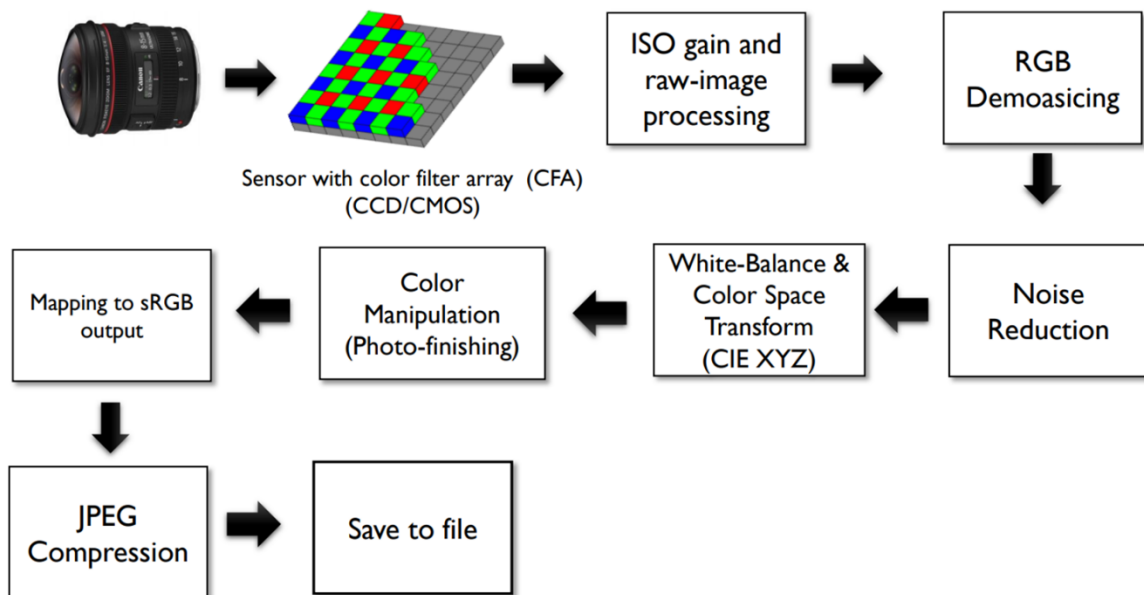 Canon
ISO gain and
raw-image
processing
RGB
Demoasicing
Sensor with color filter array (CFA)
(CCD/CMOS)
Mapping to sRGB
output
Color
Manipulation
(Photo-finishing)
White-Balance &
Color Space
Transform
(CIE XYZ)
Noise
Reduction
JPEG
Compression
Save to file